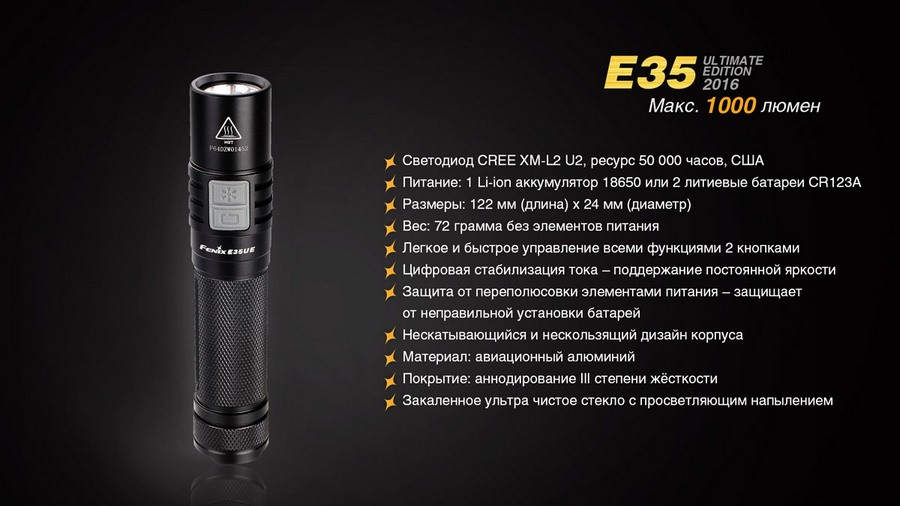 E35 ULTIMATE
EDITION
2016
Макс. 1000 люмен
HOT
F64DZW01452
FENIX E35UE
Светодиод CREE XM-L2 U2, ресурс 50 000 часов, США
Питание: 1 Li-ion аккумулятор 18650 или 2 литиевые батареи CR123A
Размеры: 122 мм (длина) x 24 мм (диаметр)
Вес: 72 грамма без элементов питания
Легкое и быстрое управление всеми функциями 2 кнопками
Цифровая стабилизация тока – поддержание постоянной яркости
Защита от переполюсовки элементами питания – защищает
от неправильной установки батарей
Нескатывающийся и нескользящий дизайн корпуса
Материал: авиационный алюминий
Покрытие: аннодирование III степени жёсткости
Закаленное ультра чистое стекло с просветляющим напылением